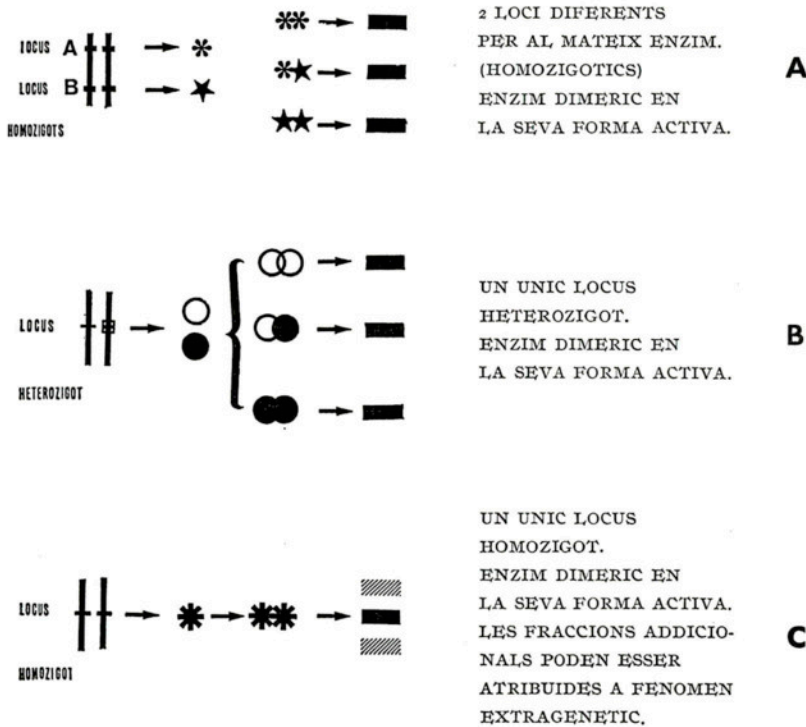 2 LOCI DIFERENTS
PER AL MATEIX ENZIM.
(HOMOZIGOTICS)
ENZIM DIMERIC EN
LA SEVA FORMA ACTIVA.
A
LOCUS A
LOCUS B
HOMOZIGOTS
UN UNIC LOCUS
HETEROZIGOT.
ENZIM DIMERIC EN
LA SEVA FORMA ACTIVA.
B
LOCUS
HETEROZIGOT
UN UNIC LOCUS
HOMOZIGOT.
ENZIM DIMERIC EN
LA SEVA FORMA ACTIVA.
LES FRACCIONS ADDICIO-
NALS PODEN ESSER
ATRIBUIDES A FENOMEN
EXTRAGENETIC.
C
LOCUS
HOMOZIGOT